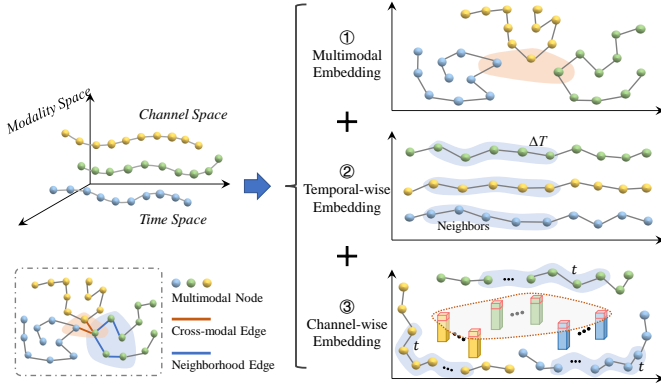 Modality Space
Channel Space
Time Space
Multimodal Node
Cross-modal Edge
Neighborhood Edge
①
Multimodal
Embedding
+
②
Temporal-wise
Embedding
ΔT
Neighbors
+
③
Channel-wise
Embedding
t
t
t